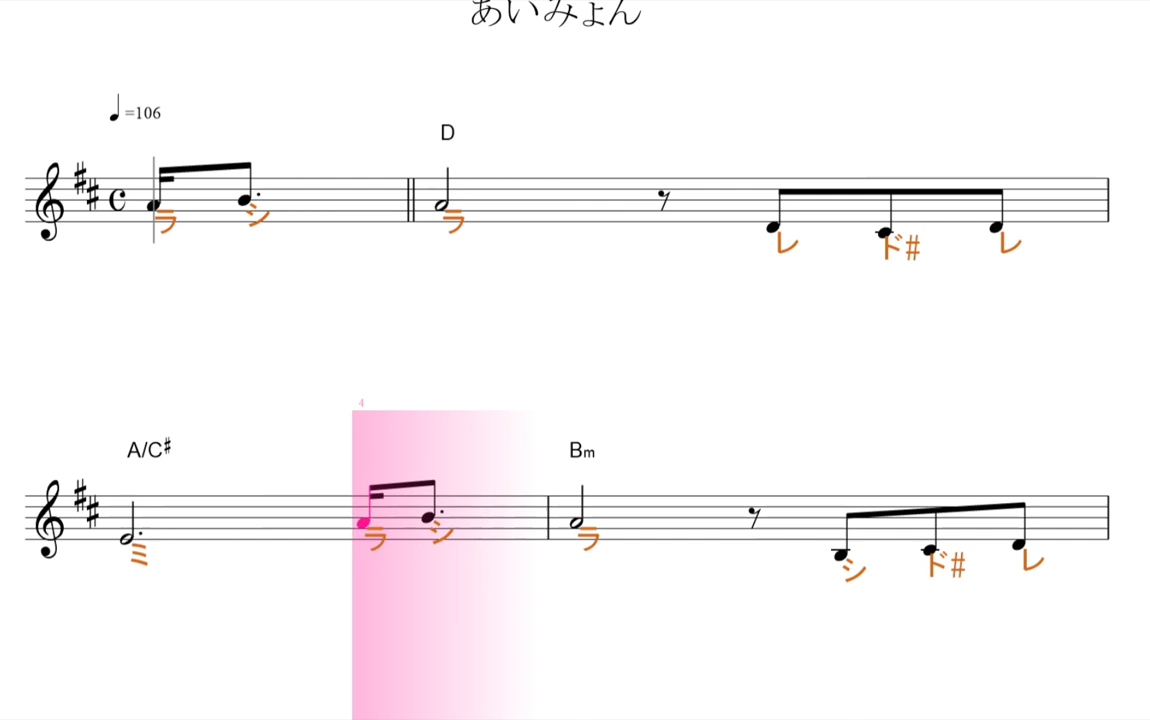 あいみょん
=106
D
ラ シ ラ レ ド# レ
4
A/C♯ Bm
ミ ラ シ ラ シ ド# レ